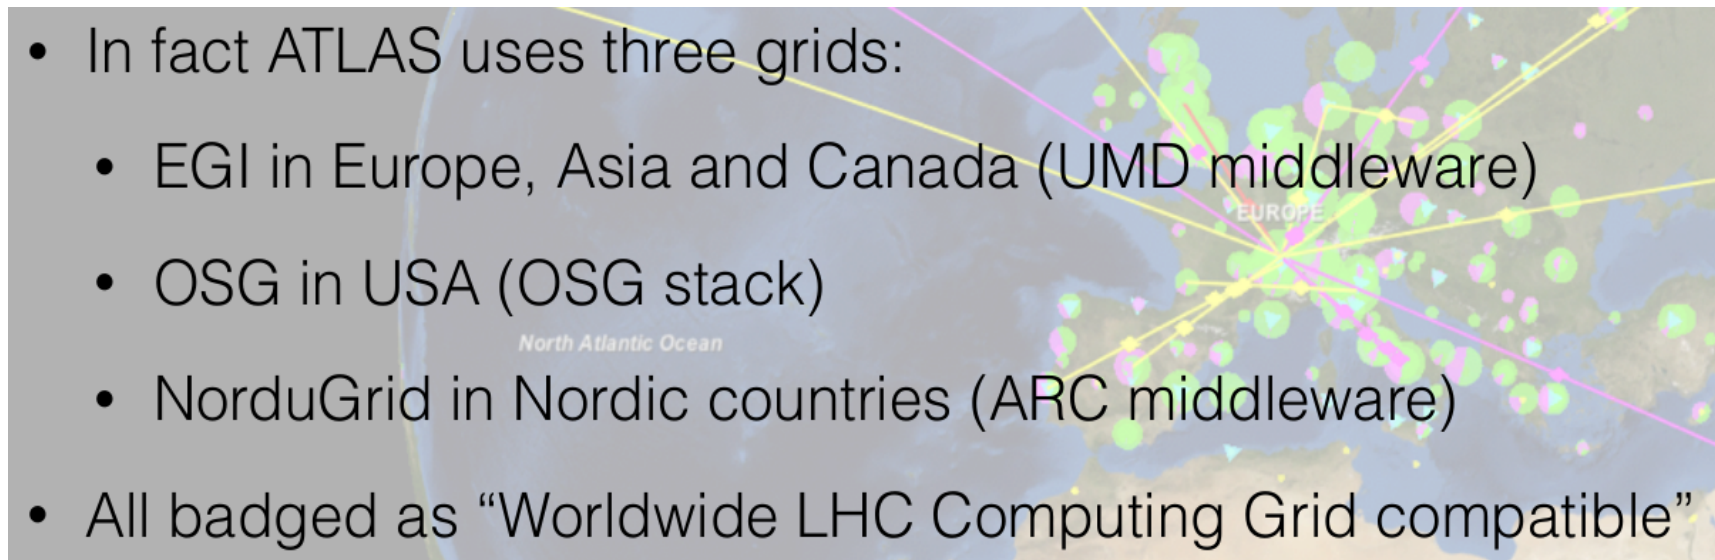 • In fact ATLAS uses three grids:
• EGI in Europe, Asia and Canada (UMD middleware)
EUROPE
• OSG in USA (OSG stack)
North Atlantic Ocean
• NorduGrid in Nordic countries (ARC middleware)
• All badged as “Worldwide LHC Computing Grid compatible”